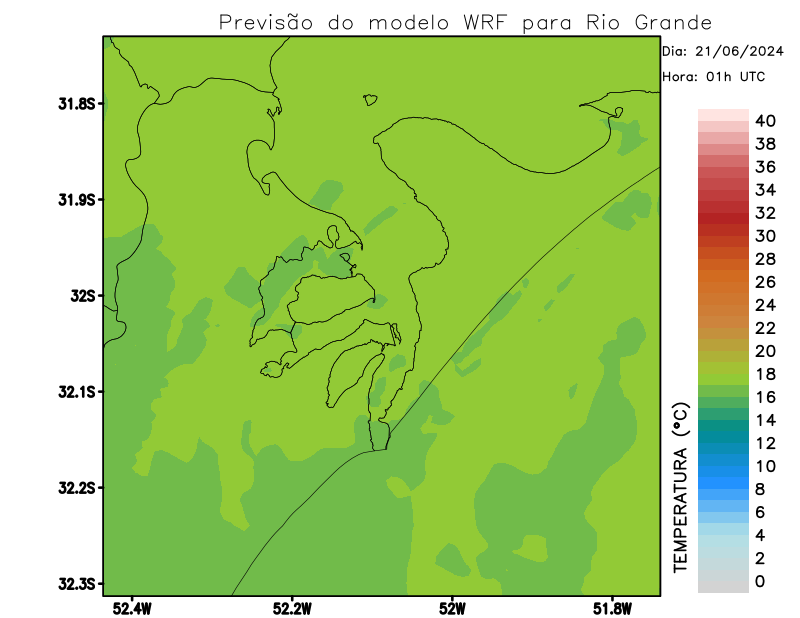 Previsão do modelo WRF para Rio Grande
Dia: 21/06/2024
Hora: 01h UTC
31.8S
31.9S
32S
32.1S
32.2S
32.3S
52.4W
52.2W
52W
51.8W
40
38
36
34
32
30
28
26
24
22
20
18
16
14
12
10
8
6
4
2
0
TEMPERATURA (°C)